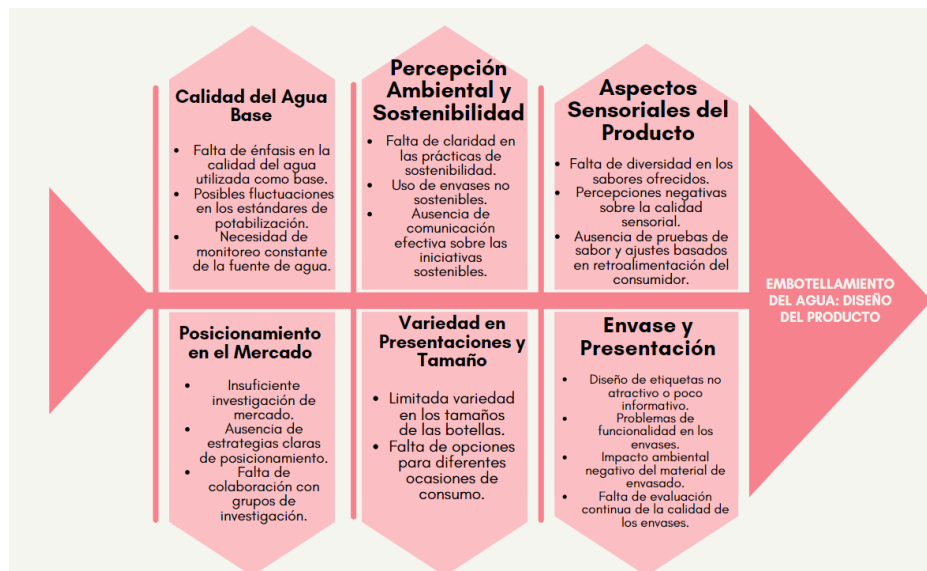 Calidad del Agua
Base
• Falta de énfasis en la
calidad del agua
utilizada como base.
• Posibles fluctuaciones
en los estándares de
potabilización.
• Necesidad de
monitoreo constante
de la fuente de agua.
Percepción
Ambiental y
Sostenibilidad
• Falta de claridad en
las prácticas de
sostenibilidad.
• Uso de envases no
sostenibles.
• Ausencia de
comunicación
efectiva sobre las
iniciativas
sostenibles.
Aspectos
Sensoriales del
Producto
• Falta de diversidad en los
sabores ofrecidos.
• Percepciones negativas
sobre la calidad
sensorial.
• Ausencia de pruebas de
sabor y ajustes basados
en retroalimentación del
consumidor.
EMBOTELLAMIENTO
DEL AGUA: DISEÑO
DEL PRODUCTO
Posicionamiento
en el Mercado
• Insuficiente
investigación de
mercado.
• Ausencia de
estrategias claras
de posicionamiento.
• Falta de
colaboración con
grupos de
investigación.
Variedad en
Presentaciones y
Tamaño
• Limitada variedad
en los tamaños
de las botellas.
• Falta de opciones
para diferentes
ocasiones de
consumo.
Envase y
Presentación
• Diseño de etiquetas no
atractivo o poco
informativo.
• Problemas de
funcionalidad en los
envases.
• Impacto ambiental
negativo del material de
envasado.
• Falta de evaluación
continua de la calidad de
los envases.